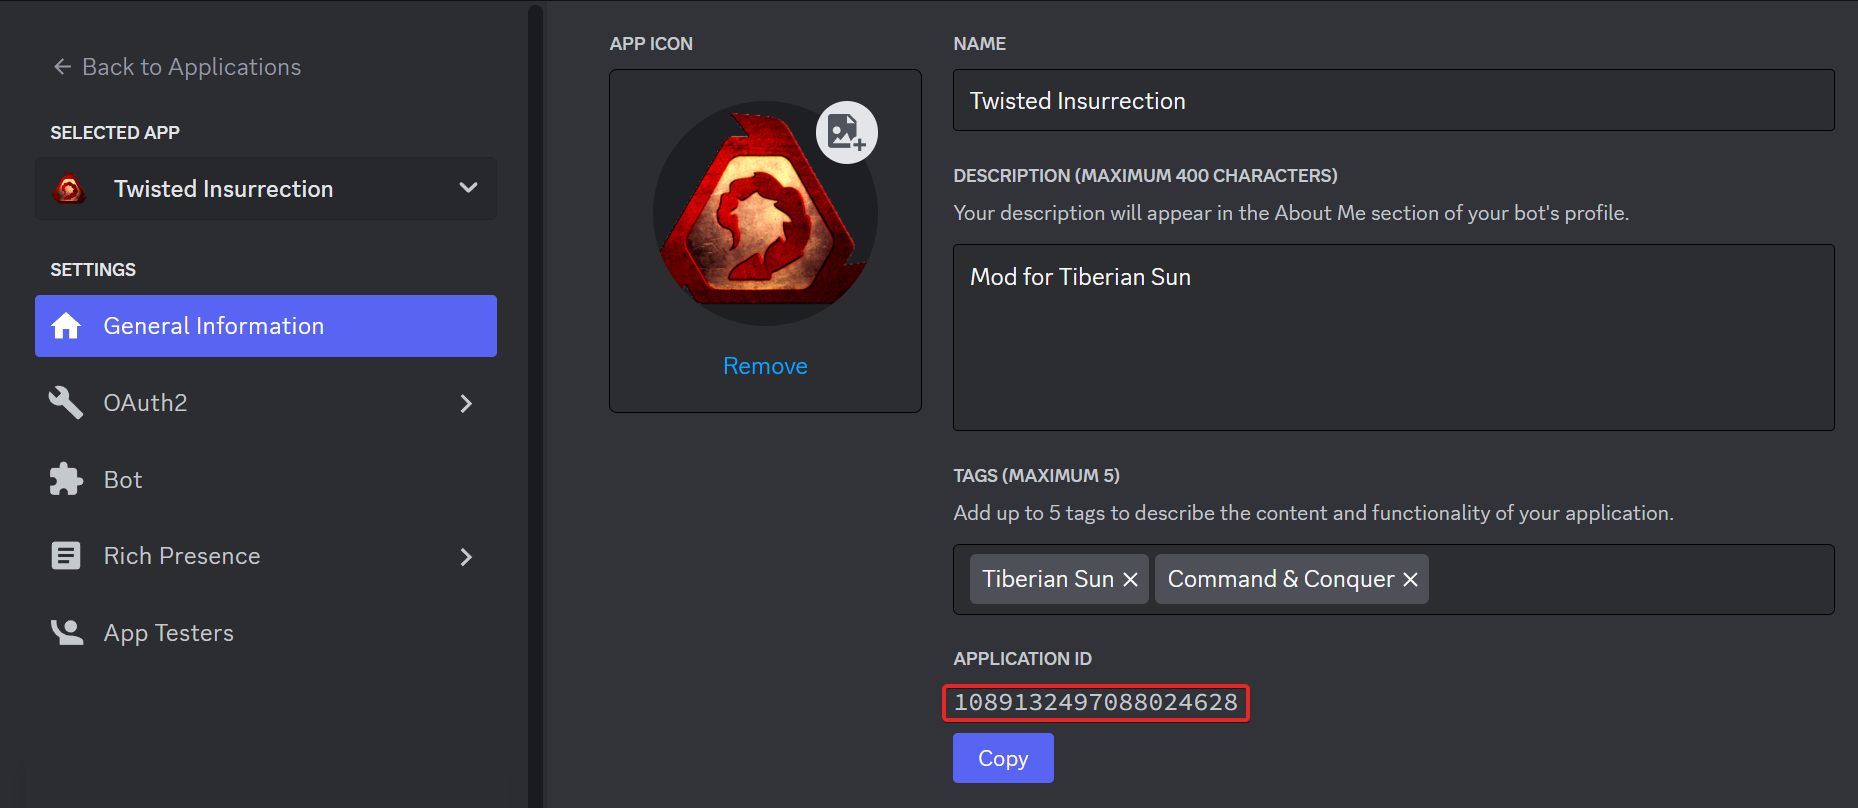 Back to Applications
SELECTED APP
Twisted Insurrection
SETTINGS
General Information
OAuth2
Bot
Rich Presence
App Testers
APP ICON
Remove
NAME
Twisted Insurrection
DESCRIPTION (MAXIMUM 400 CHARACTERS)
Your description will appear in the About Me section of your bot's profile.
Mod for Tiberian Sun
TAGS (MAXIMUM 5)
Add up to 5 tags to describe the content and functionality of your application.
Tiberian Sun Command & Conquer
APPLICATION ID
1089132497088024628
Copy